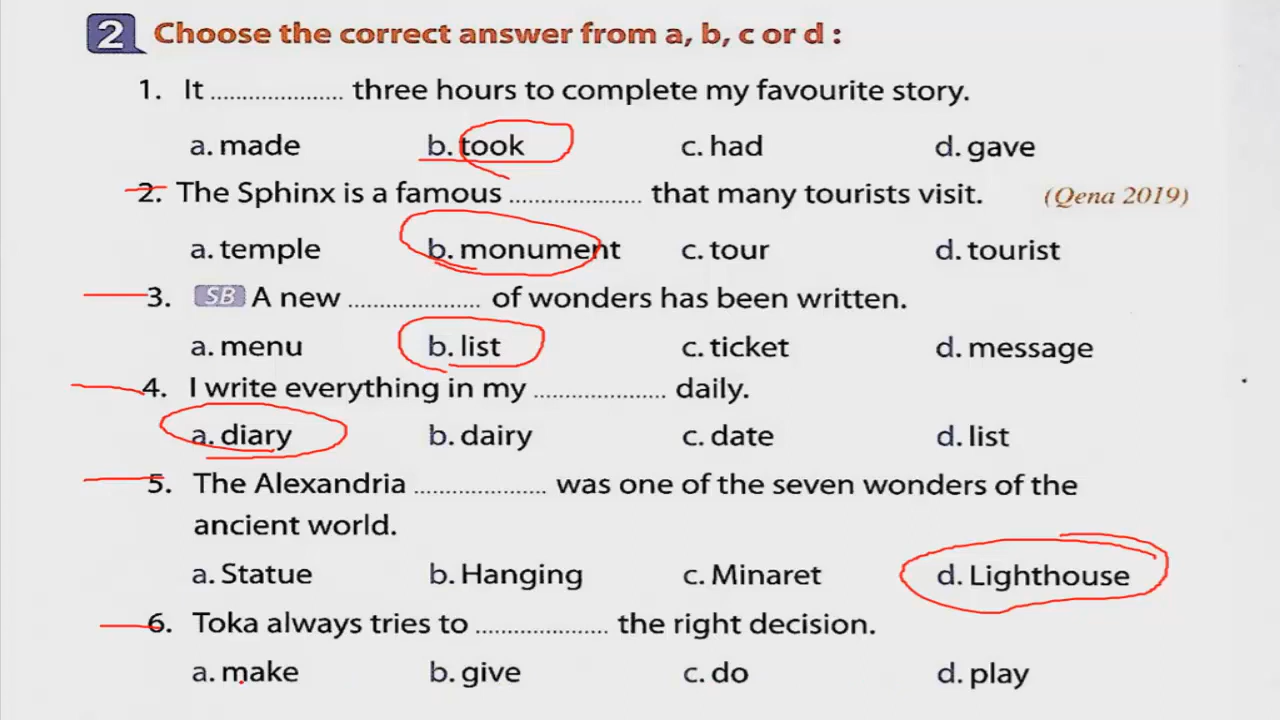 2 Choose the correct answer from a, b, c or d :
1. It ...................... three hours to complete my favourite story.
a. made b. took c. had d. gave
2. The Sphinx is a famous ...................... that many tourists visit. (Qena 2019)
a. temple b. monument c. tour d. tourist
3. SB A new ...................... of wonders has been written.
a. menu b. list c. ticket d. message
4. I write everything in my ...................... daily.
a. diary b. dairy c. date d. list
5. The Alexandria ...................... was one of the seven wonders of the
ancient world.
a. Statue b. Hanging c. Minaret d. Lighthouse
6. Toka always tries to ...................... the right decision.
a. make b. give c. do d. play